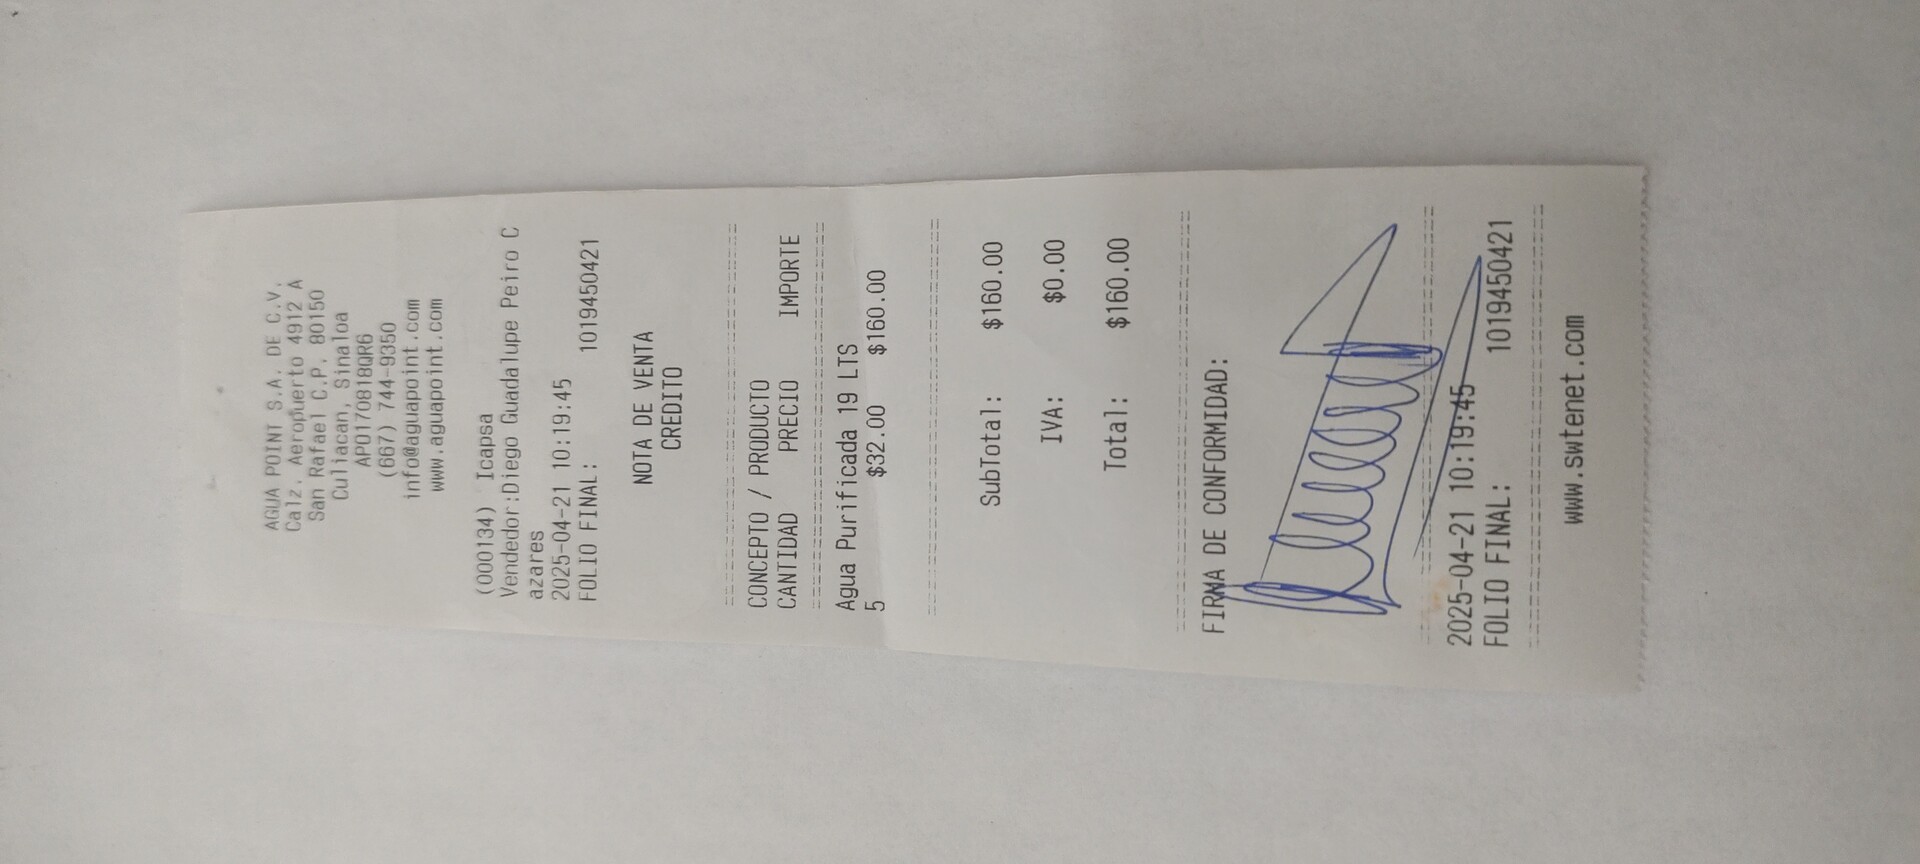 AGUA POINT S.A. DE C.V.
Calz. Aeropuerto 4912 A
San Rafael C.P. 80150
Culiacan, Sinaloa
APO170818QR6
(667) 744-9350
info@aguapoint.com
www.aguapoint.com
(000134) Icapsa
Vendedor:Diego Guadalupe Peiro C
azares
2025-04-21 10:19:45
FOLIO FINAL: 1019450421
NOTA DE VENTA
CREDITO
CONCEPTO / PRODUCTO
CANTIDAD PRECIO IMPORTE
Agua Purificada 19 LTS
5 $32.00 $160.00
SubTotal: $160.00
IVA: $0.00
Total: $160.00
FIRMA DE CONFORMIDAD:
2025-04-21 10:19:45
FOLIO FINAL: 1019450421
www.swtenet.com